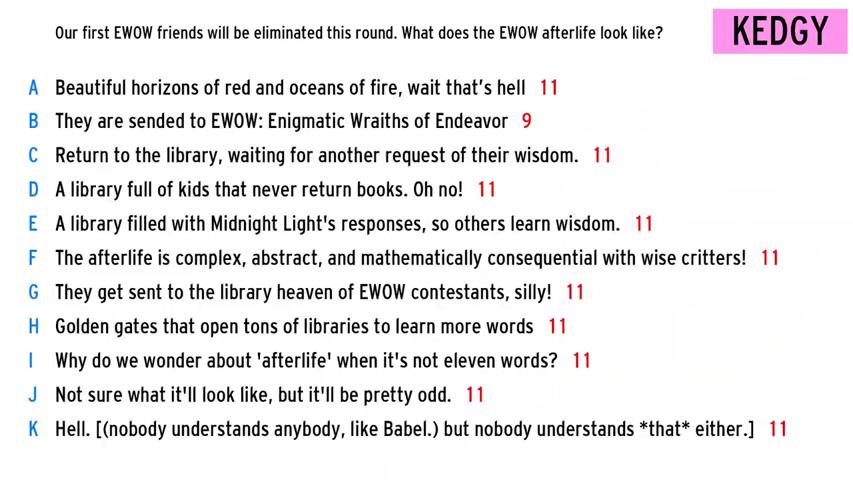 Our first EWOW friends will be eliminated this round. What does the EWOW afterlife look like?
KEDGY
A Beautiful horizons of red and oceans of fire, wait that's hell 11
B They are sended to EWOW: Enigmatic Wraiths of Endeavor 9
C Return to the library, waiting for another request of their wisdom. 11
D A library full of kids that never return books. Oh no! 11
E A library filled with Midnight Light's responses, so others learn wisdom. 11
F The afterlife is complex, abstract, and mathematically consequential with wise critters! 11
G They get sent to the library heaven of EWOW contestants, silly! 11
H Golden gates that open tons of libraries to learn more words 11
I Why do we wonder about 'afterlife' when it's not eleven words? 11
J Not sure what it'll look like, but it'll be pretty odd. 11
K Hell. [(nobody understands anybody, like Babel.) but nobody understands *that* either.] 11